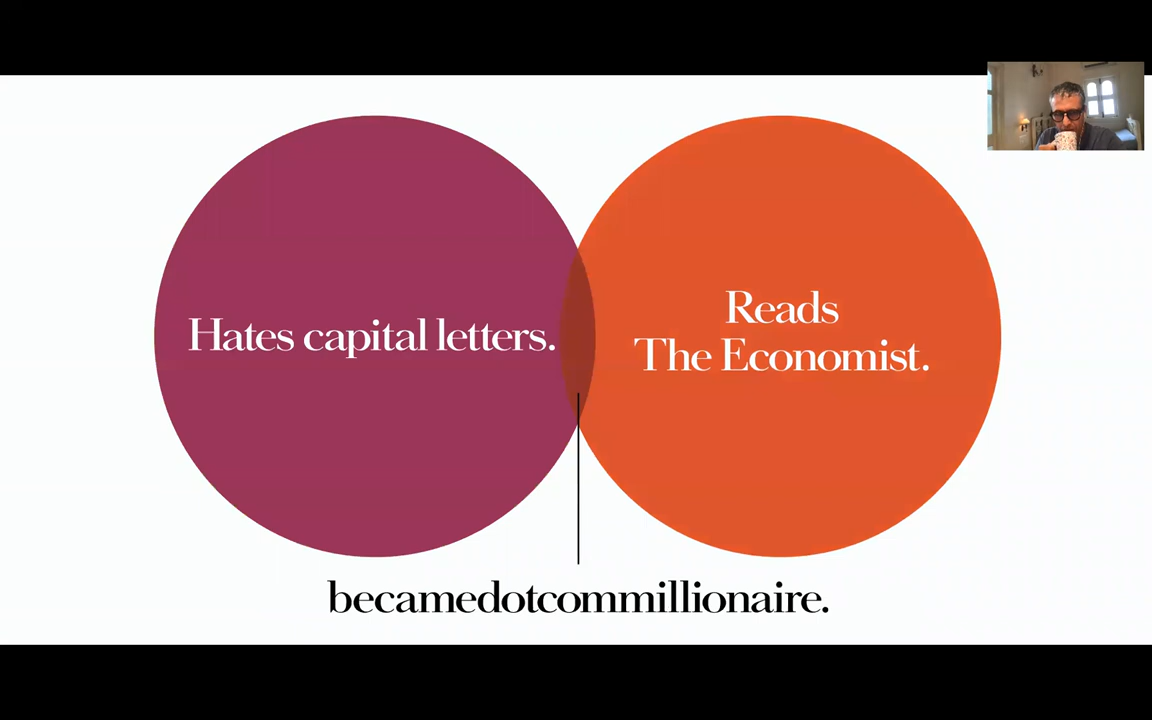 Hates capital letters.
Reads
The Economist.
becamedotcommillionaire.